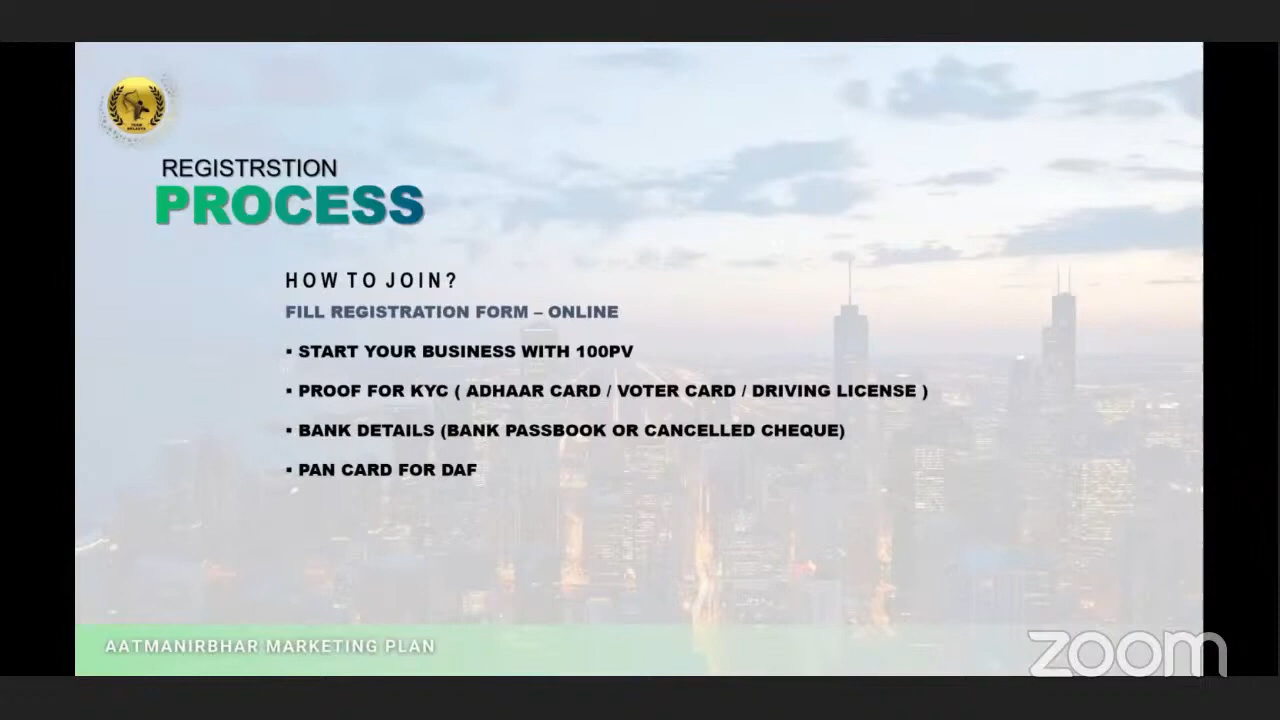 REGISTRSTION
PROCESS
HOW TO JOIN?
FILL REGISTRATION FORM – ONLINE
▪ START YOUR BUSINESS WITH 100PV
▪ PROOF FOR KYC ( ADHAAR CARD / VOTER CARD / DRIVING LICENSE )
▪ BANK DETAILS (BANK PASSBOOK OR CANCELLED CHEQUE)
▪ PAN CARD FOR DAF
AATMANIRBHAR MARKETING PLAN
zoom